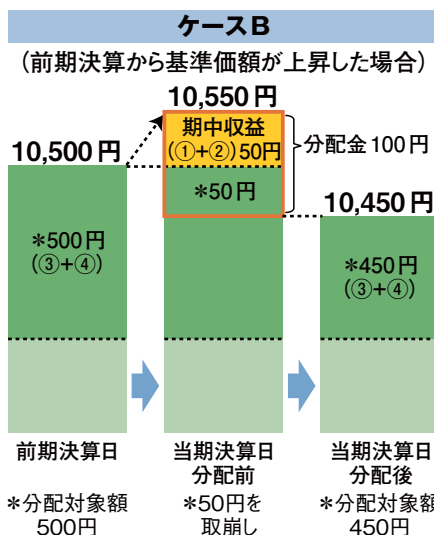 ケースB
(前期決算から基準価額が上昇した場合)
10,550円
期中収益
(①+②)50円
分配金100円
10,500円
*50円
10,450円
*500円
(③+④)
*450円
(③+④)
前期決算日
当期決算日
分配前
当期決算日
分配後
*分配対象額
500円
*50円を
取崩し
*分配対象額
450円